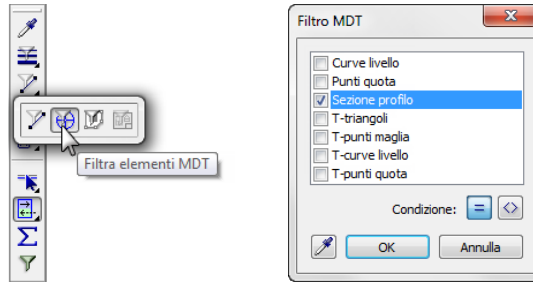 Filtra elementi MDT
Filtro MDT
Curve livello
Punti quota
Sezione profilo
T-triangoli
T-punti maglia
T-curve livello
T-punti quota
Condizione: = <>
OK Annulla